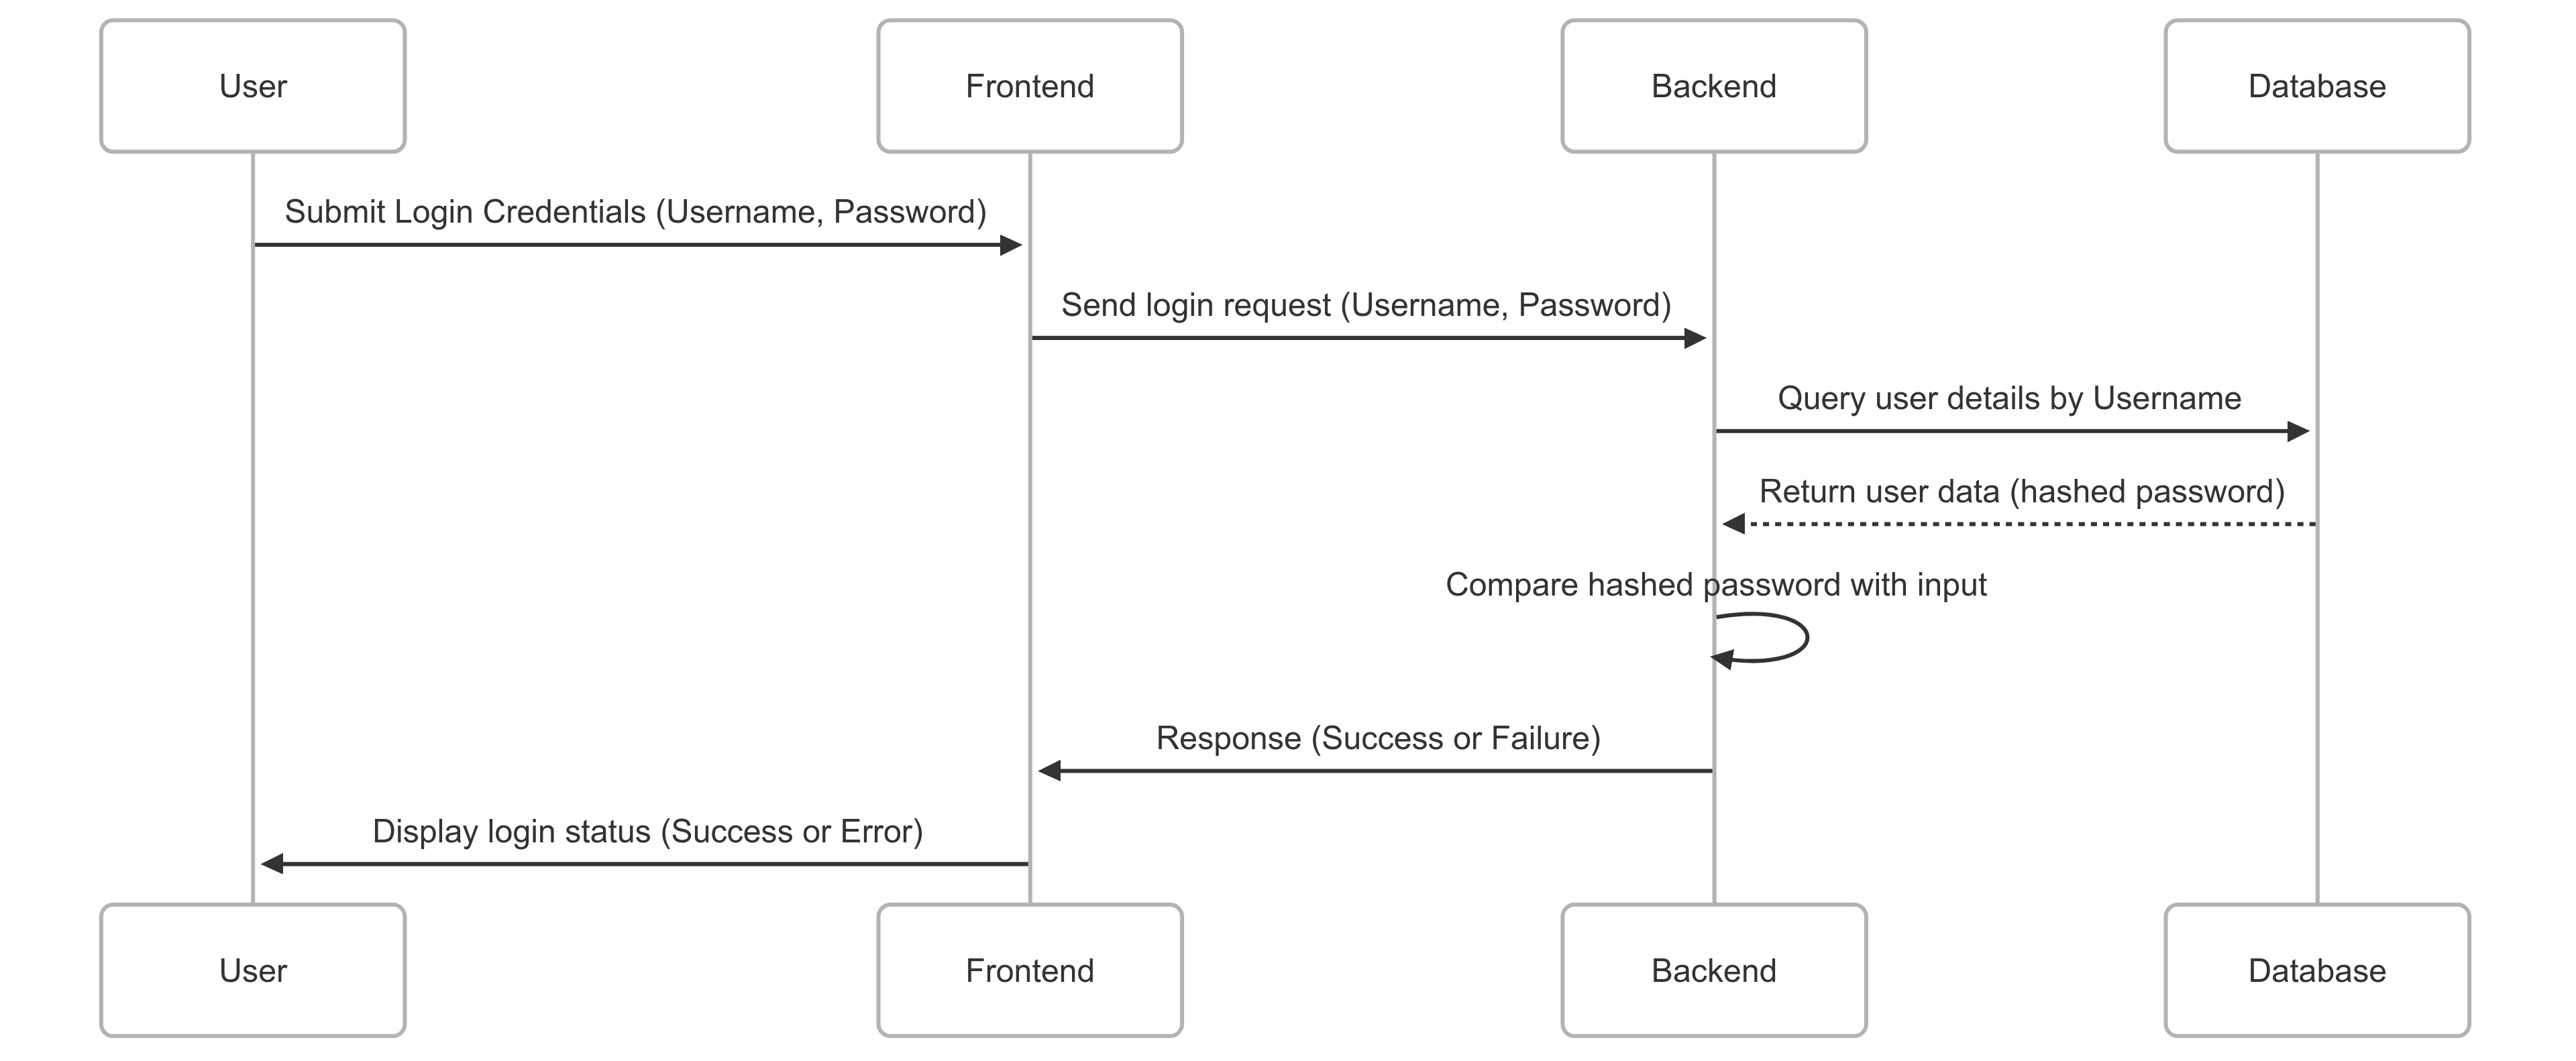 User
Frontend
Backend
Database
Submit Login Credentials (Username, Password)
Send login request (Username, Password)
Query user details by Username
Return user data (hashed password)
Compare hashed password with input
Response (Success or Failure)
Display login status (Success or Error)
User
Frontend
Backend
Database